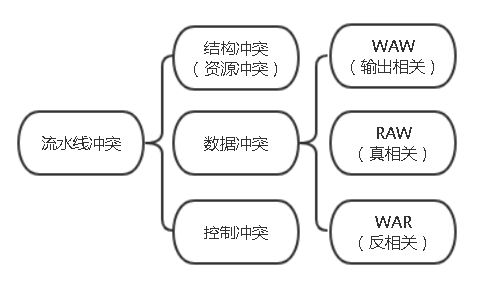 流水线冲突
结构冲突
（资源冲突）
数据冲突
控制冲突
WAW
（输出相关）
RAW
（真相关）
WAR
（反相关）